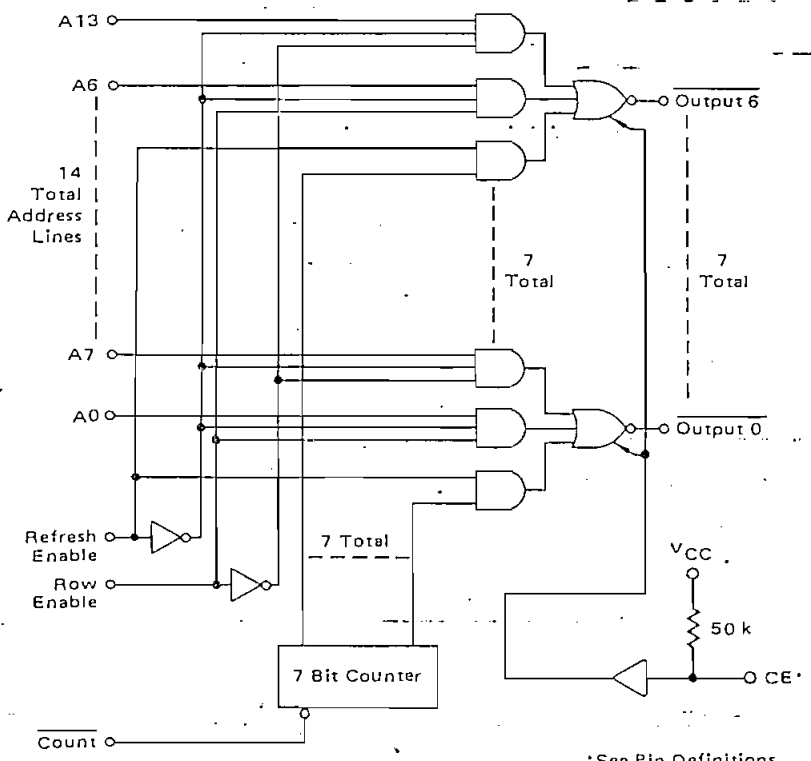 A13
A6
Output 6
14
Total
Address
Lines
7
Total
7
Total
A7
A0
Output 0
Refresh
Enable
7 Total
VCC
Row
Enable
50 k
7 Bit Counter
CE*
Count
*See Pin Definitions